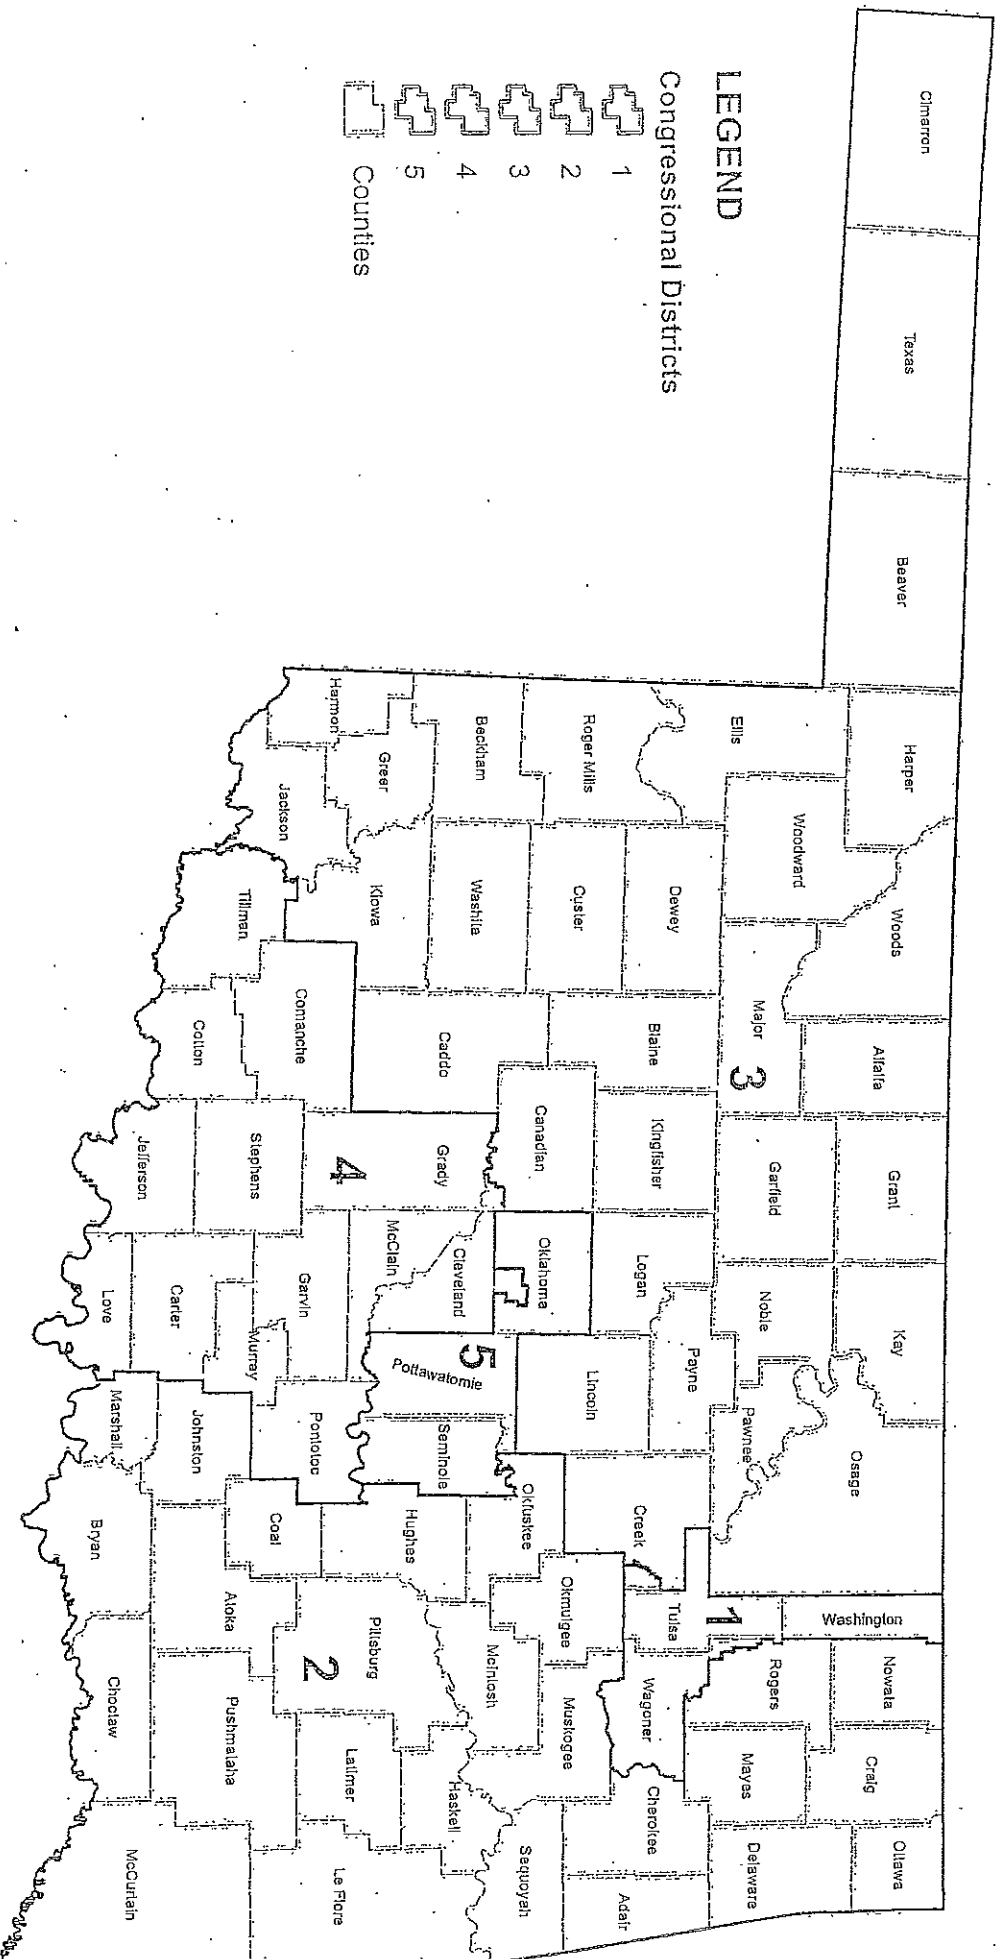 LEGEND
Congressional Districts
1
2
3
4
5
Counties
Cimarron
Texas
Beaver
Harper
Woods
Alfalfa
Grant
Kay
Osage
Washington
Nowata
Craig
Ottawa
Ellis
Woodward
Major
3
Garfield
Noble
Pawnee
1
Rogers
Mayes
Delaware
Roger Mills
Dewey
Blaine
Kingfisher
Logan
Payne
Creek
Tulsa
Wagoner
Cherokee
Adair
Beckham
Custer
Washita
Canadian
Oklahoma
Lincoln
Okfuskee
Okmulgee
Muskogee
Sequoyah
Harmon
Greer
Kiowa
Caddo
Grady
McClain
Cleveland
5
Pottawatomie
Seminole
Hughes
McIntosh
Haskell
Jackson
Tillman
Comanche
Stephens
4
Garvin
Murray
Pontotoc
Coal
Pittsburg
2
Latimer
Le Flore
Cotton
Jefferson
Carter
Love
Johnston
Marshall
Atoka
Pushmataha
Bryan
Choctaw
McCurtain